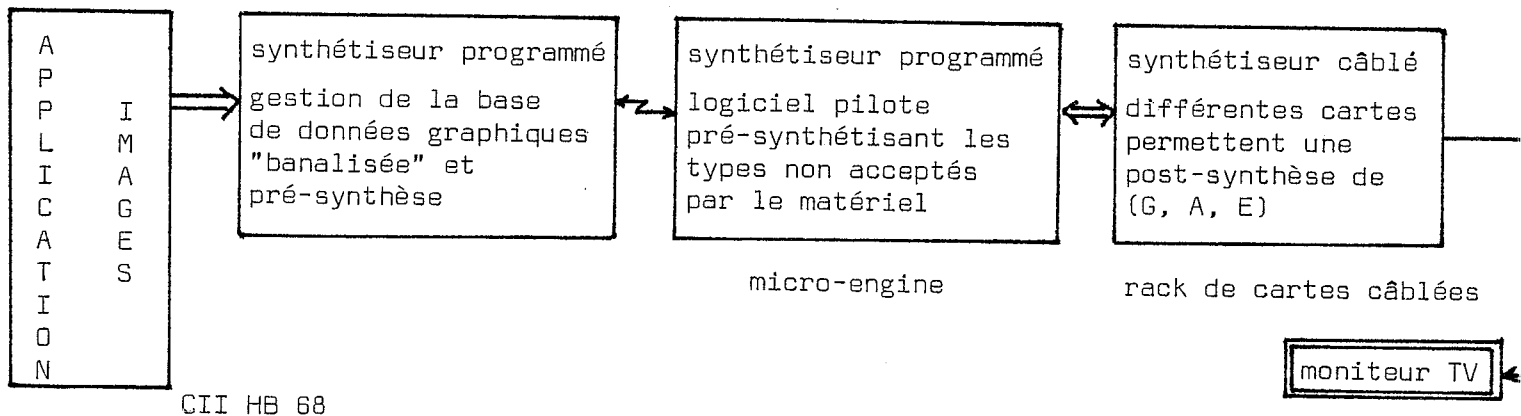 APPLICATION
IMAGES
synthétiseur programmé
gestion de la base
de données graphiques
"banalisée" et
pré-synthèse
synthétiseur programmé
logiciel pilote
pré-synthétisant les
types non acceptés
par le matériel
synthétiseur câblé
différentes cartes
permettent une
post-synthèse de
(G, A, E)
micro-engine
rack de cartes câblées
moniteur TV
CII HB 68